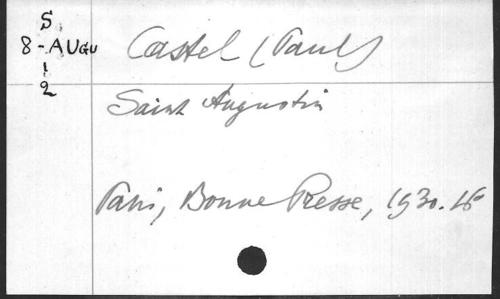 S
8-AUGU
1
2
Castel (Paul)
Saint Augustin
Paris, Bonne Presse, 1930. 16°